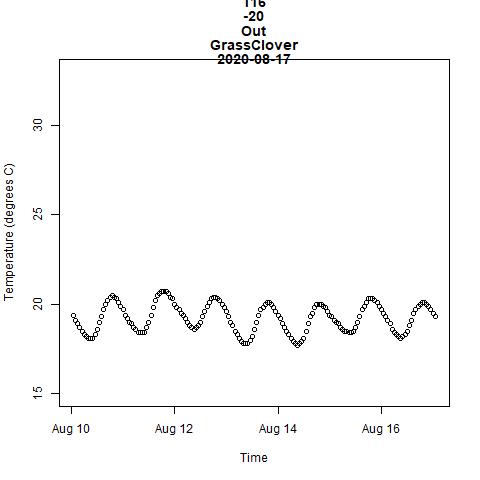 T16
-20
Out
GrassClover
2020-08-17
Temperature (degrees C)
30
25
20
15
Aug 10
Aug 12
Aug 14
Aug 16
Time